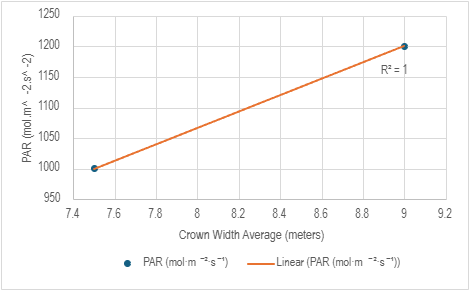 1250
1200
1150
1100
1050
1000
950
PAR (mol.m^ -2.s^ -2)
R² = 1
7.4 7.6 7.8 8 8.2 8.4 8.6 8.8 9 9.2
Crown Width Average (meters)
PAR (mol·m ⁻²·s⁻¹) Linear (PAR (mol·m ⁻²·s⁻¹))